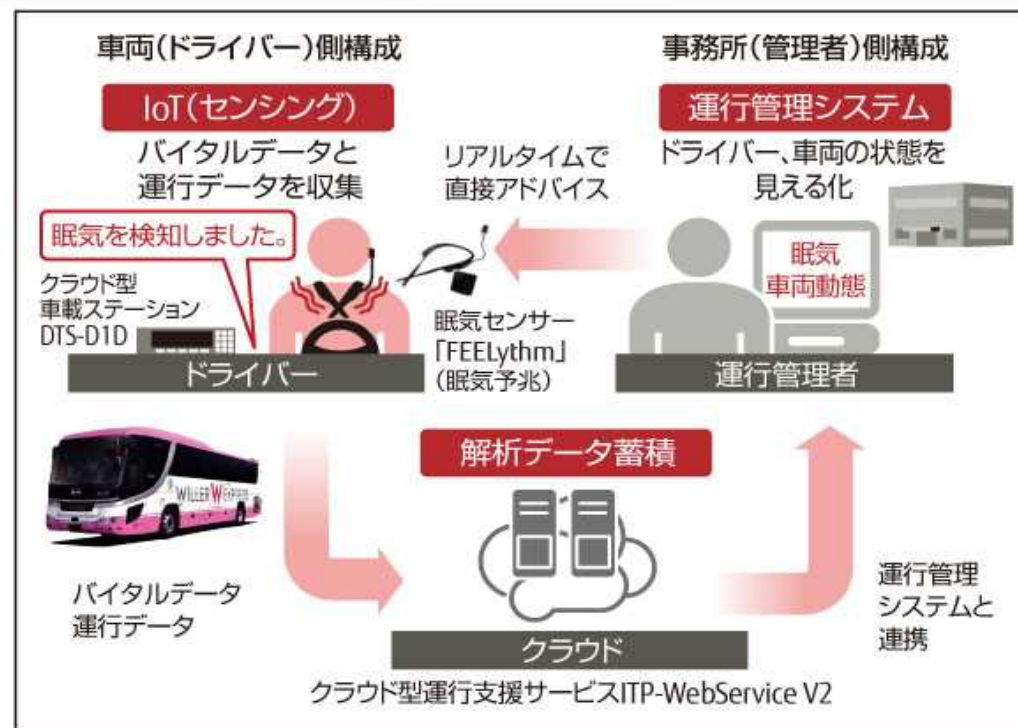 車両(ドライバー)側構成
事務所(管理者)側構成
IoT(センシング)
バイタルデータと
運行データを収集
リアルタイムで
直接アドバイス
運行管理システム
ドライバー、車両の状態を
見える化
眠気を検知しました。
クラウド型
車載ステーション
DTS-D1D
眠気センサー
「FEELythm」
(眠気予兆)
眠気
車両動態
ドライバー
運行管理者
解析データ蓄積
WILLER EXPRESS
バイタルデータ
運行データ
運行管理
システムと
連携
クラウド
クラウド型運行支援サービスITP-WebService V2